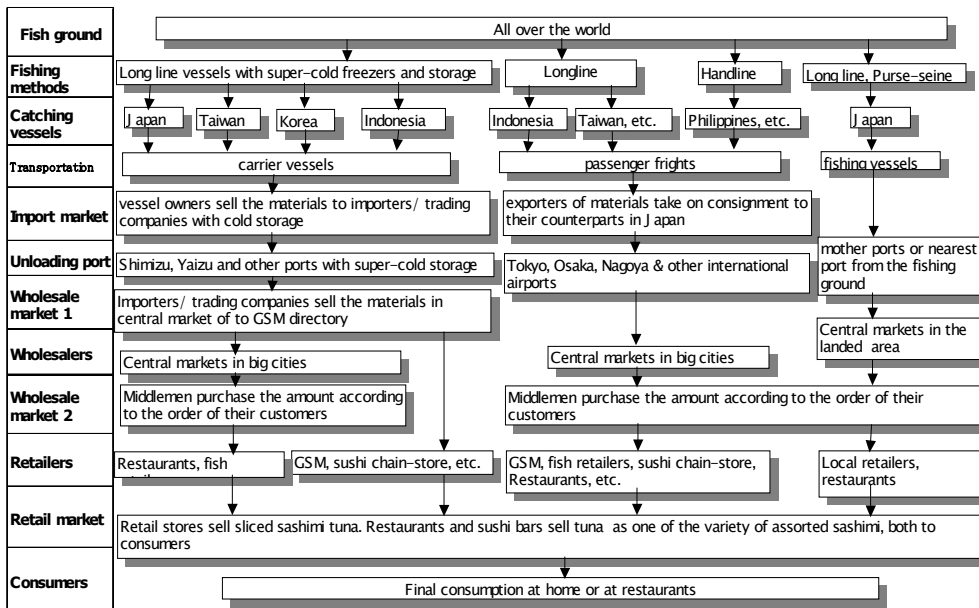 Fish ground
All over the world
Fishing
methods
Long line vessels with super-cold freezers and storage
Longline
Handline
Long line, Purse-seine
Catching
vessels
Japan
Taiwan
Korea
Indonesia
Indonesia
Taiwan, etc.
Philippines, etc.
Japan
Transportation
carrier vessels
passenger frights
fishing vessels
Import market
vessel owners sell the materials to importers/ trading
companies with cold storage
exporters of materials take on consignment to
their counterparts in Japan
Unloading port
Shimizu, Yaizu and other ports with super-cold storage
Tokyo, Osaka, Nagoya & other international
airports
mother ports or nearest
port from the fishing
ground
Wholesale
market 1
Importers/ trading companies sell the materials in
central market of to GSM directory
Central markets in the
landed area
Wholesalers
Central markets in big cities
Central markets in big cities
Wholesale
market 2
Middlemen purchase the amount according
to the order of their customers
Middlemen purchase the amount according to the order of their
customers
Retailers
Restaurants, fish
GSM, sushi chain-store, etc.
GSM, fish retailers, sushi chain-store,
Restaurants, etc.
Local retailers,
restaurants
Retail market
Retail stores sell sliced sashimi tuna. Restaurants and sushi bars sell tuna as one of the variety of assorted sashimi, both to
consumers
Consumers
Final consumption at home or at restaurants